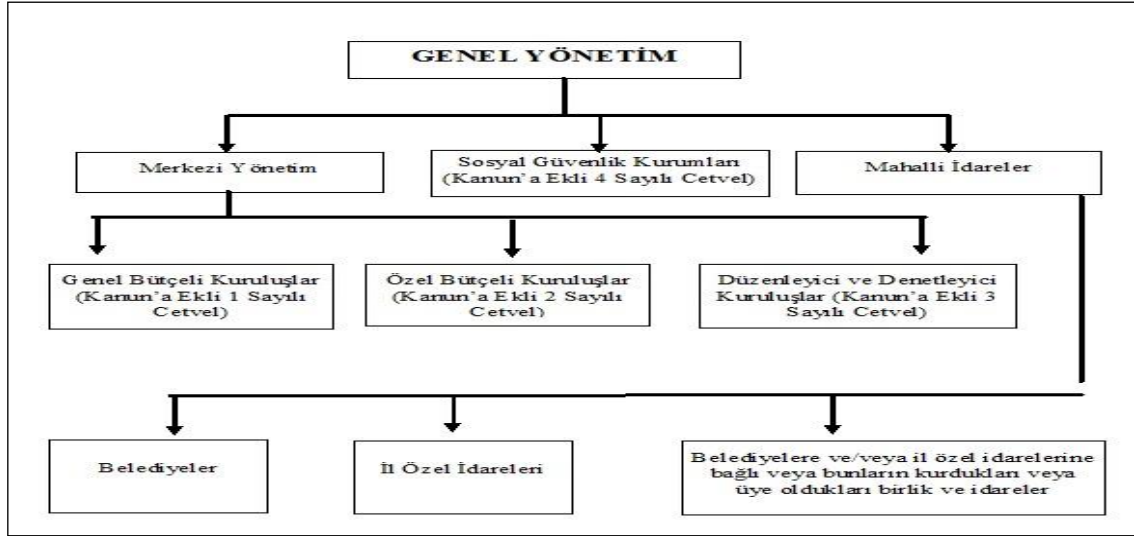 GENEL YÖNETİM
Merkezi Yönetim
Sosyal Güvenlik Kurumları
(Kanun'a Ekli 4 Sayılı Cetvel)
Mahalli İdareler
Genel Bütçeli Kuruluşlar
(Kanun'a Ekli 1 Sayılı
Cetvel)
Özel Bütçeli Kuruluşlar
(Kanun'a Ekli 2 Sayılı
Cetvel)
Düzenleyici ve Denetleyici
Kuruluşlar (Kanun'a Ekli 3
Sayılı Cetvel)
Belediyeler
İl Özel İdareleri
Belediyelere ve/veya il özel idarelerine
bağlı veya bunların kurdukları veya
üye oldukları birlik ve idareler